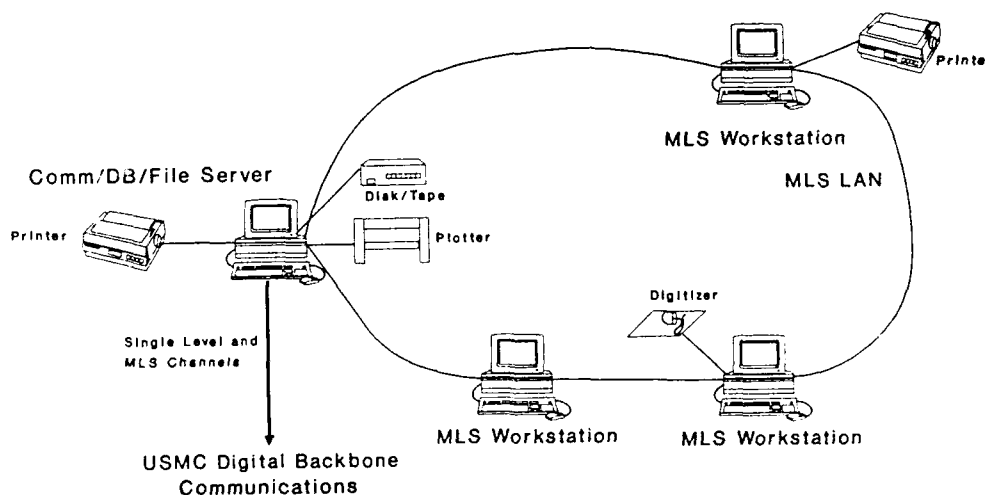 Printe
MLS Workstation
MLS LAN
Comm/DB/File Server
Disk/Tape
Printer
Plotter
Digitizer
Single Level and
MLS Channels
MLS Workstation
MLS Workstation
USMC Digital Backbone
Communications